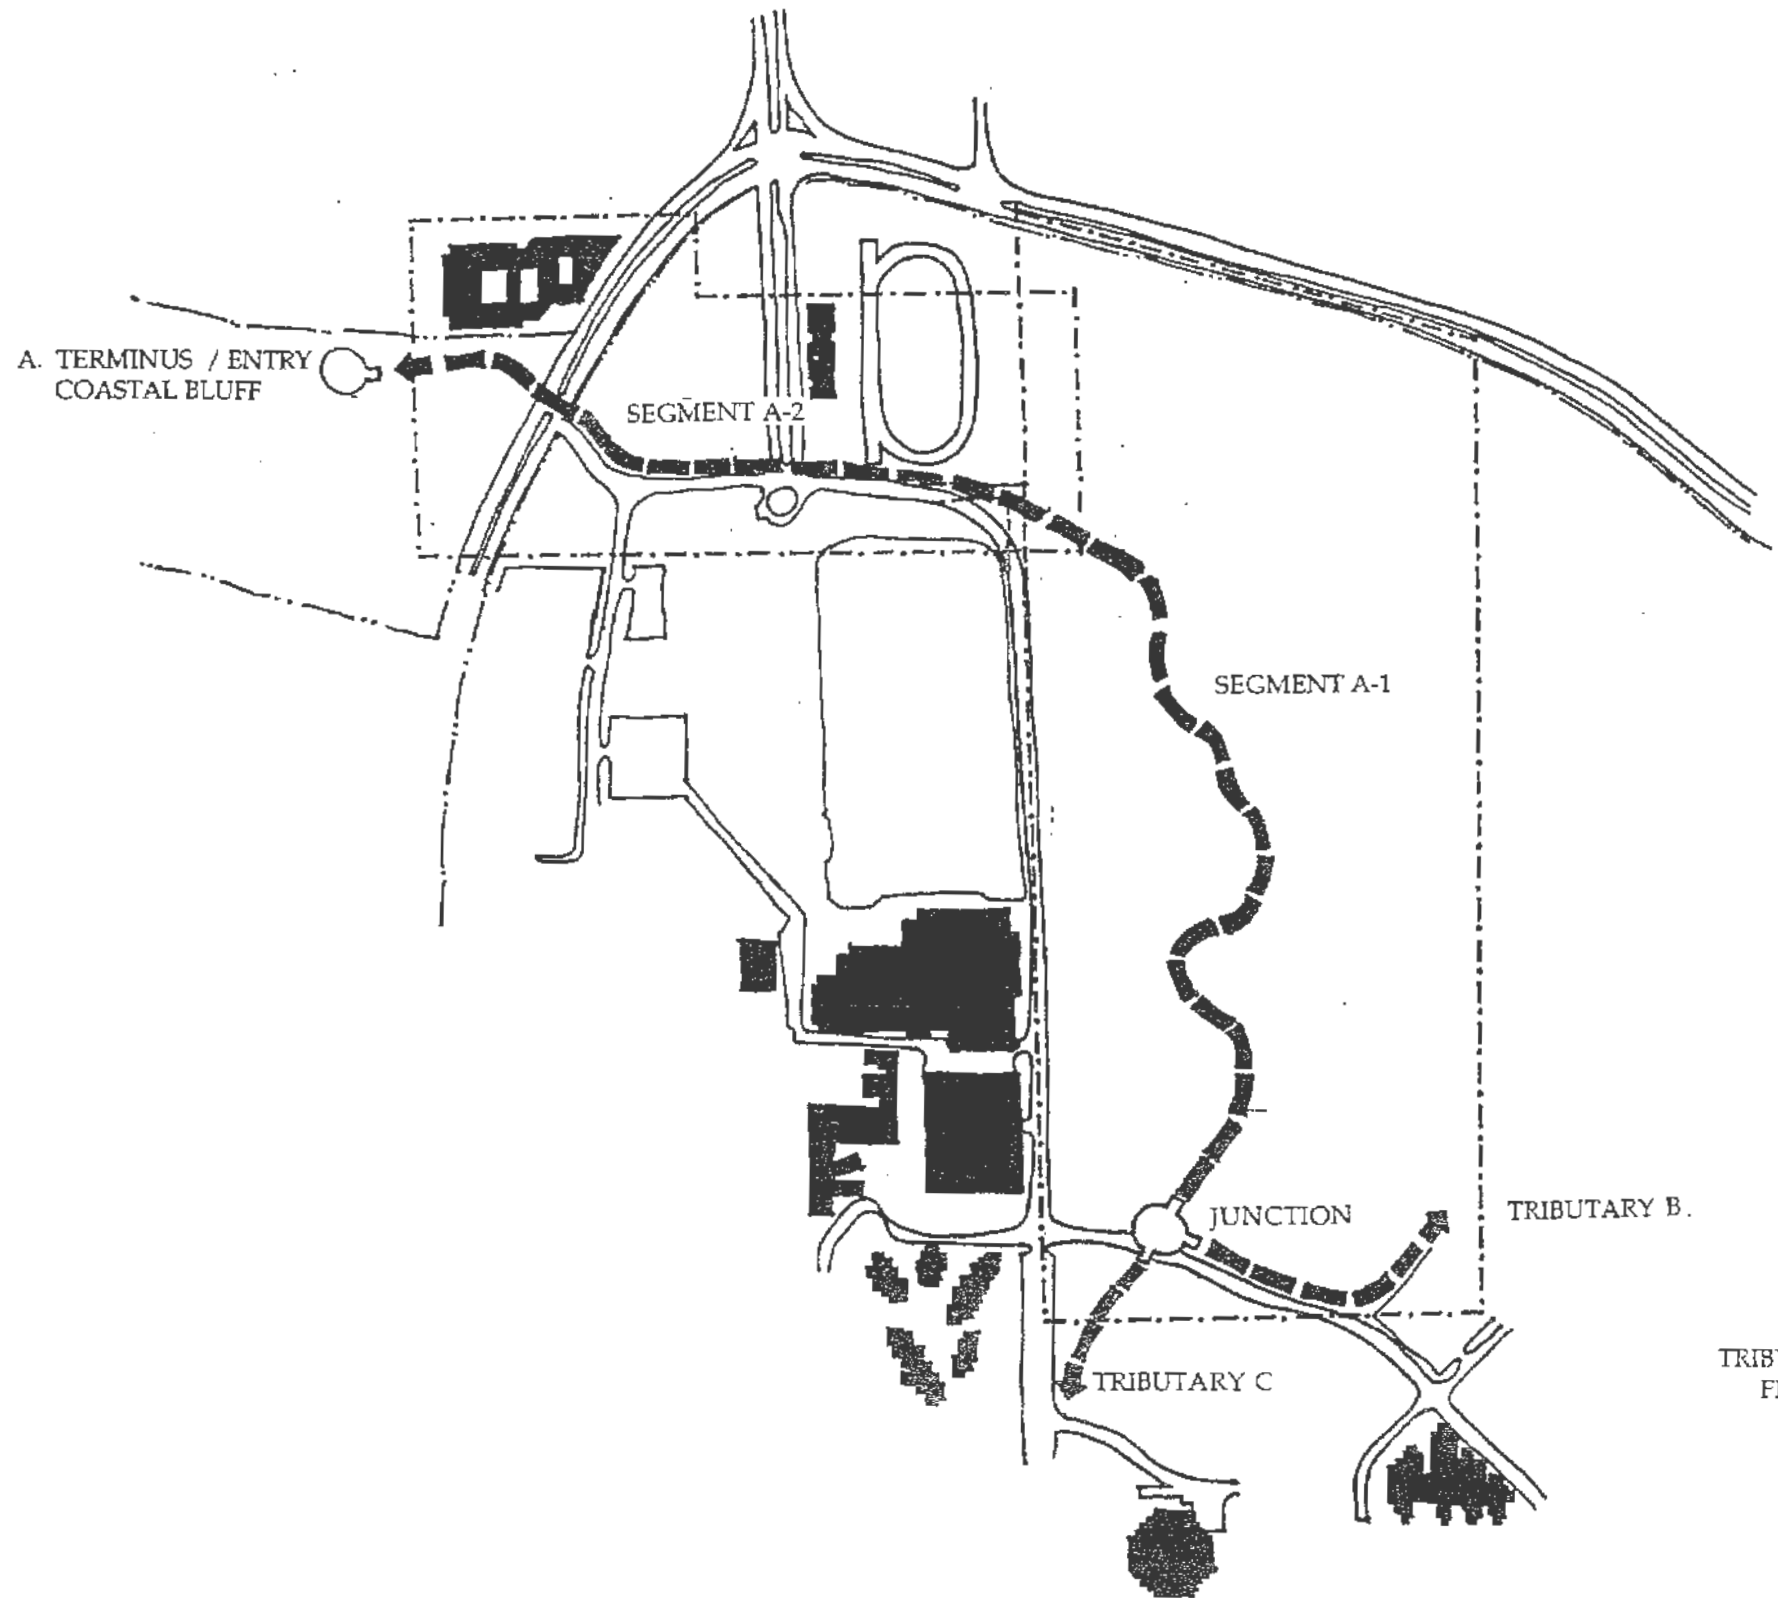 A. TERMINUS / ENTRY
COASTAL BLUFF
SEGMENT A-2
SEGMENT A-1
JUNCTION
TRIBUTARY B.
TRIBUTARY C